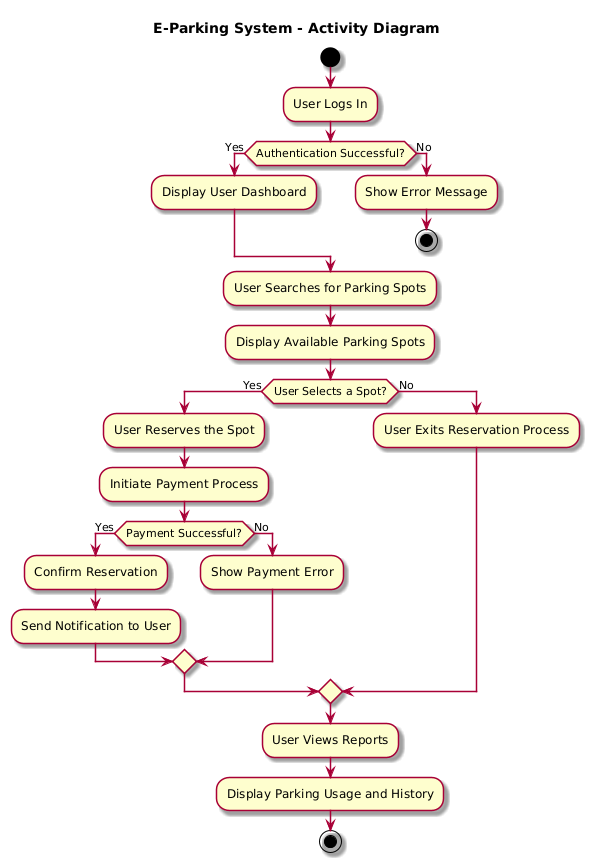 E-Parking System - Activity Diagram
User Logs In
Yes
Authentication Successful?
No
Display User Dashboard
Show Error Message
User Searches for Parking Spots
Display Available Parking Spots
Yes
User Selects a Spot?
No
User Reserves the Spot
User Exits Reservation Process
Initiate Payment Process
Yes
Payment Successful?
No
Confirm Reservation
Show Payment Error
Send Notification to User
User Views Reports
Display Parking Usage and History